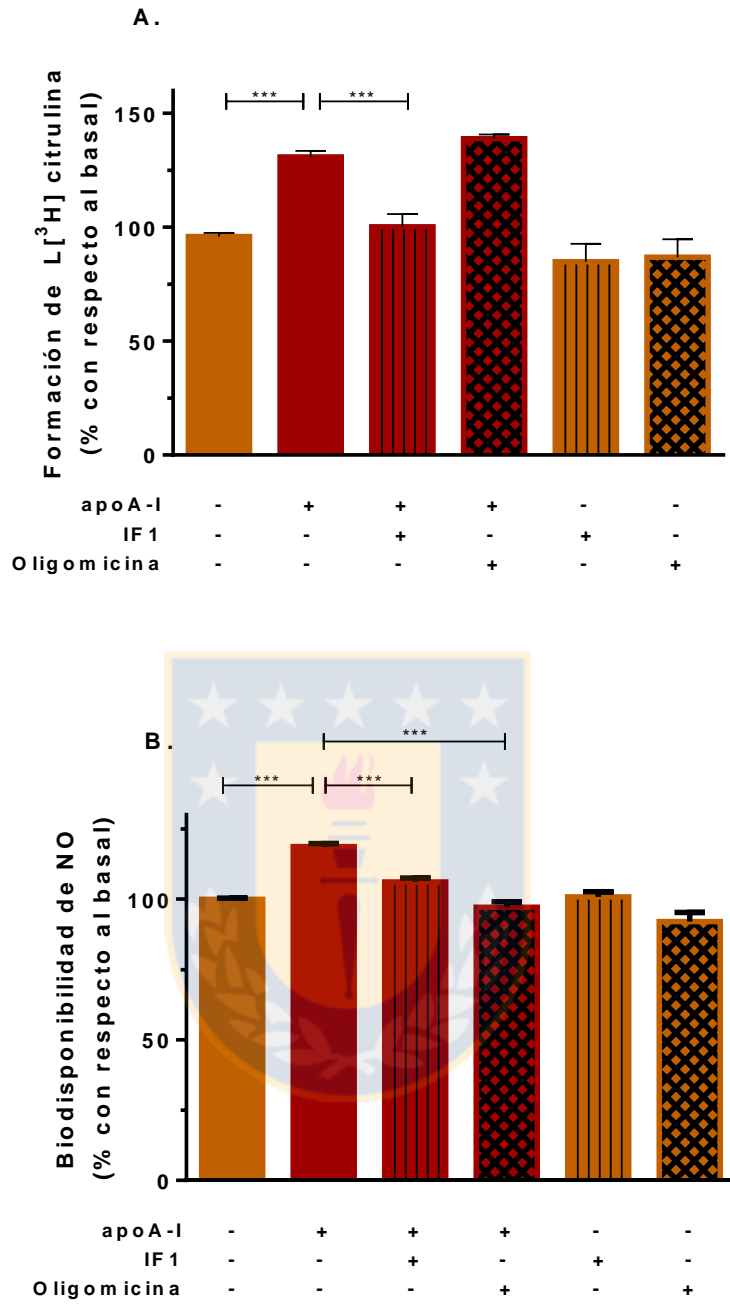 A.
*** ***
Formación de L[³H] citrulina
(% con respecto al basal)
150
100
50
0
apoA-I - + + + - -
IF1 - - + - + -
Oligomicina - - - + - +
B.
***
*** ***
Biodisponibilidad de NO
(% con respecto al basal)
100
50
0
apoA-I - + + + - -
IF1 - - + - + -
Oligomicina - - - + - +